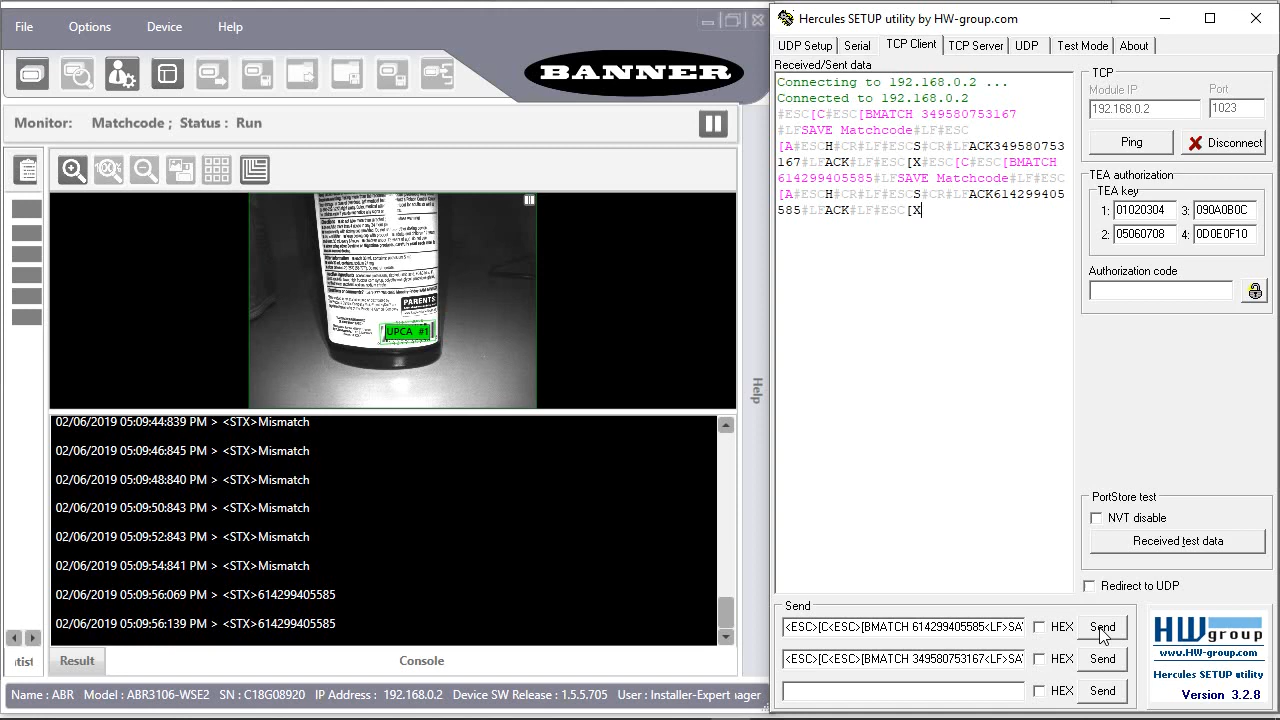 File Options Device Help
BANNER
Monitor: Matchcode ; Status : Run
100%
PARENTS
UPCA #1
Help
02/06/2019 05:09:44:839 PM > <STX>Mismatch
02/06/2019 05:09:46:845 PM > <STX>Mismatch
02/06/2019 05:09:48:840 PM > <STX>Mismatch
02/06/2019 05:09:50:843 PM > <STX>Mismatch
02/06/2019 05:09:52:843 PM > <STX>Mismatch
02/06/2019 05:09:54:841 PM > <STX>Mismatch
02/06/2019 05:09:56:069 PM > <STX>614299405585
02/06/2019 05:09:56:139 PM > <STX>614299405585
Result Console
Name : ABR Model : ABR3106-WSE2 SN : C18G08920 IP Address : 192.168.0.2 Device SW Release : 1.5.5.705 User : Installer-Expert
Hercules SETUP utility by HW-group.com
UDP Setup Serial TCP Client TCP Server UDP Test Mode About
Received/Sent data
Connecting to 192.168.0.2 ...
Connected to 192.168.0.2
#ESC[C#ESC[BMATCH 349580753167
#LFSAVE Matchcode#LF#ESC
[A#ESCH#CR#LF#ESCS#CR#LFACK349580753
167#LFACK#LF#ESC[X#ESC[C#ESC[BMATCH
614299405585#LFSAVE Matchcode#LF#ESC
[A#ESCH#CR#LF#ESCS#CR#LFACK614299405
585#LFACK#LF#ESC[X
TCP
Module IP Port
192.168.0.2 1023
Ping Disconnect
TEA authorization
TEA key
1: 01020304 3: 090A0B0C
2: 05060708 4: 0D0E0F10
Authorization code
PortStore test
NVT disable
Received test data
Redirect to UDP
Send
<ESC>[C<ESC>[BMATCH 614299405585<LF>SA HEX Send
<ESC>[C<ESC>[BMATCH 349580753167<LF>SA HEX Send
HEX Send
HWgroup
www.HW-group.com
Hercules SETUP utility
Version 3.2.8